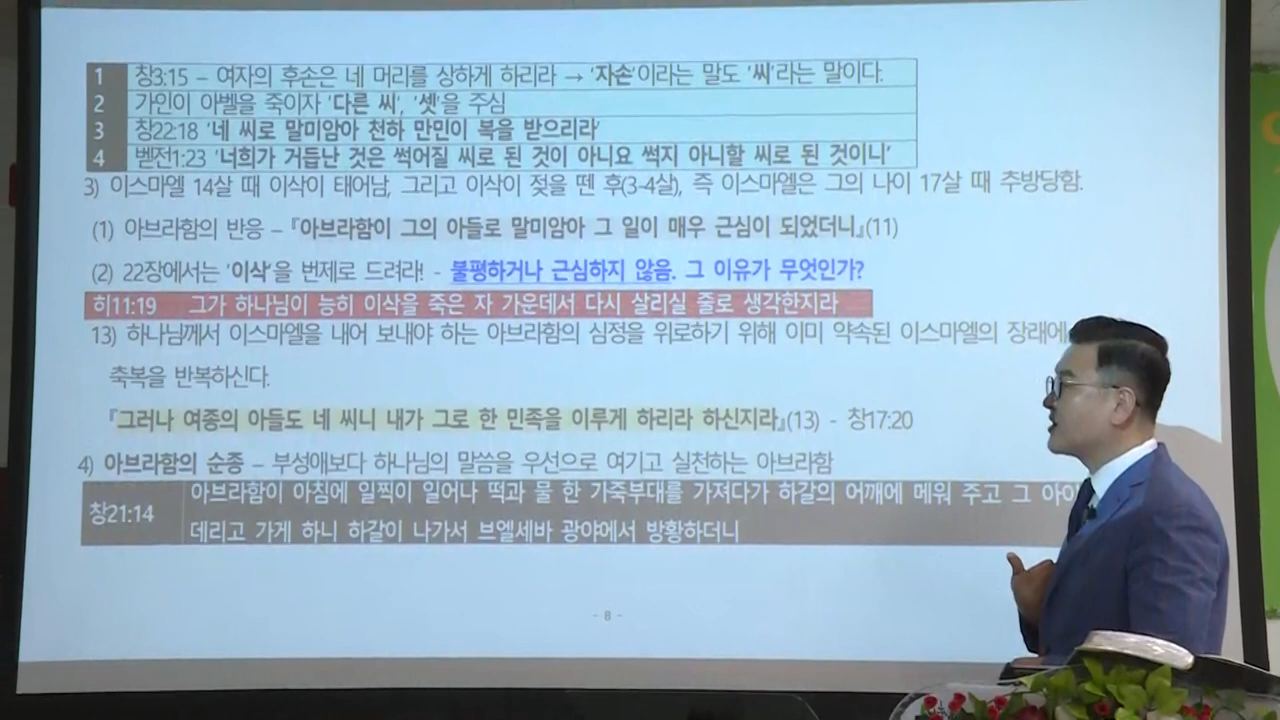 1 창3:15 – 여자의 후손은 네 머리를 상하게 하리라 → '자손'이라는 말도 '씨'라는 말이다.
2 가인이 아벨을 죽이자 '다른 씨', '셋'을 주심
3 창22:18 '네 씨로 말미암아 천하 만민이 복을 받으리라'
4 벧전1:23 '너희가 거듭난 것은 썩어질 씨로 된 것이 아니요 썩지 아니할 씨로 된 것이니'
3) 이스마엘 14살 때 이삭이 태어남, 그리고 이삭이 젖을 뗀 후(3-4살), 즉 이스마엘은 그의 나이 17살 때 추방당함.
(1) 아브라함의 반응 – 『아브라함이 그의 아들로 말미암아 그 일이 매우 근심이 되었더니』(11)
(2) 22장에서는 '이삭'을 번제로 드려라! - 불평하거나 근심하지 않음. 그 이유가 무엇인가?
히11:19 그가 하나님이 능히 이삭을 죽은 자 가운데서 다시 살리실 줄로 생각한지라
13) 하나님께서 이스마엘을 내어 보내야 하는 아브라함의 심정을 위로하기 위해 이미 약속된 이스마엘의 장래에
축복을 반복하신다.
『그러나 여종의 아들도 네 씨니 내가 그로 한 민족을 이루게 하리라 하신지라』(13) - 창17:20
4) 아브라함의 순종 – 부성애보다 하나님의 말씀을 우선으로 여기고 실천하는 아브라함
창21:14 아브라함이 아침에 일찍이 일어나 떡과 물 한 가죽부대를 가져다가 하갈의 어깨에 메워 주고 그 아이
데리고 가게 하니 하갈이 나가서 브엘세바 광야에서 방황하더니
- 8 -